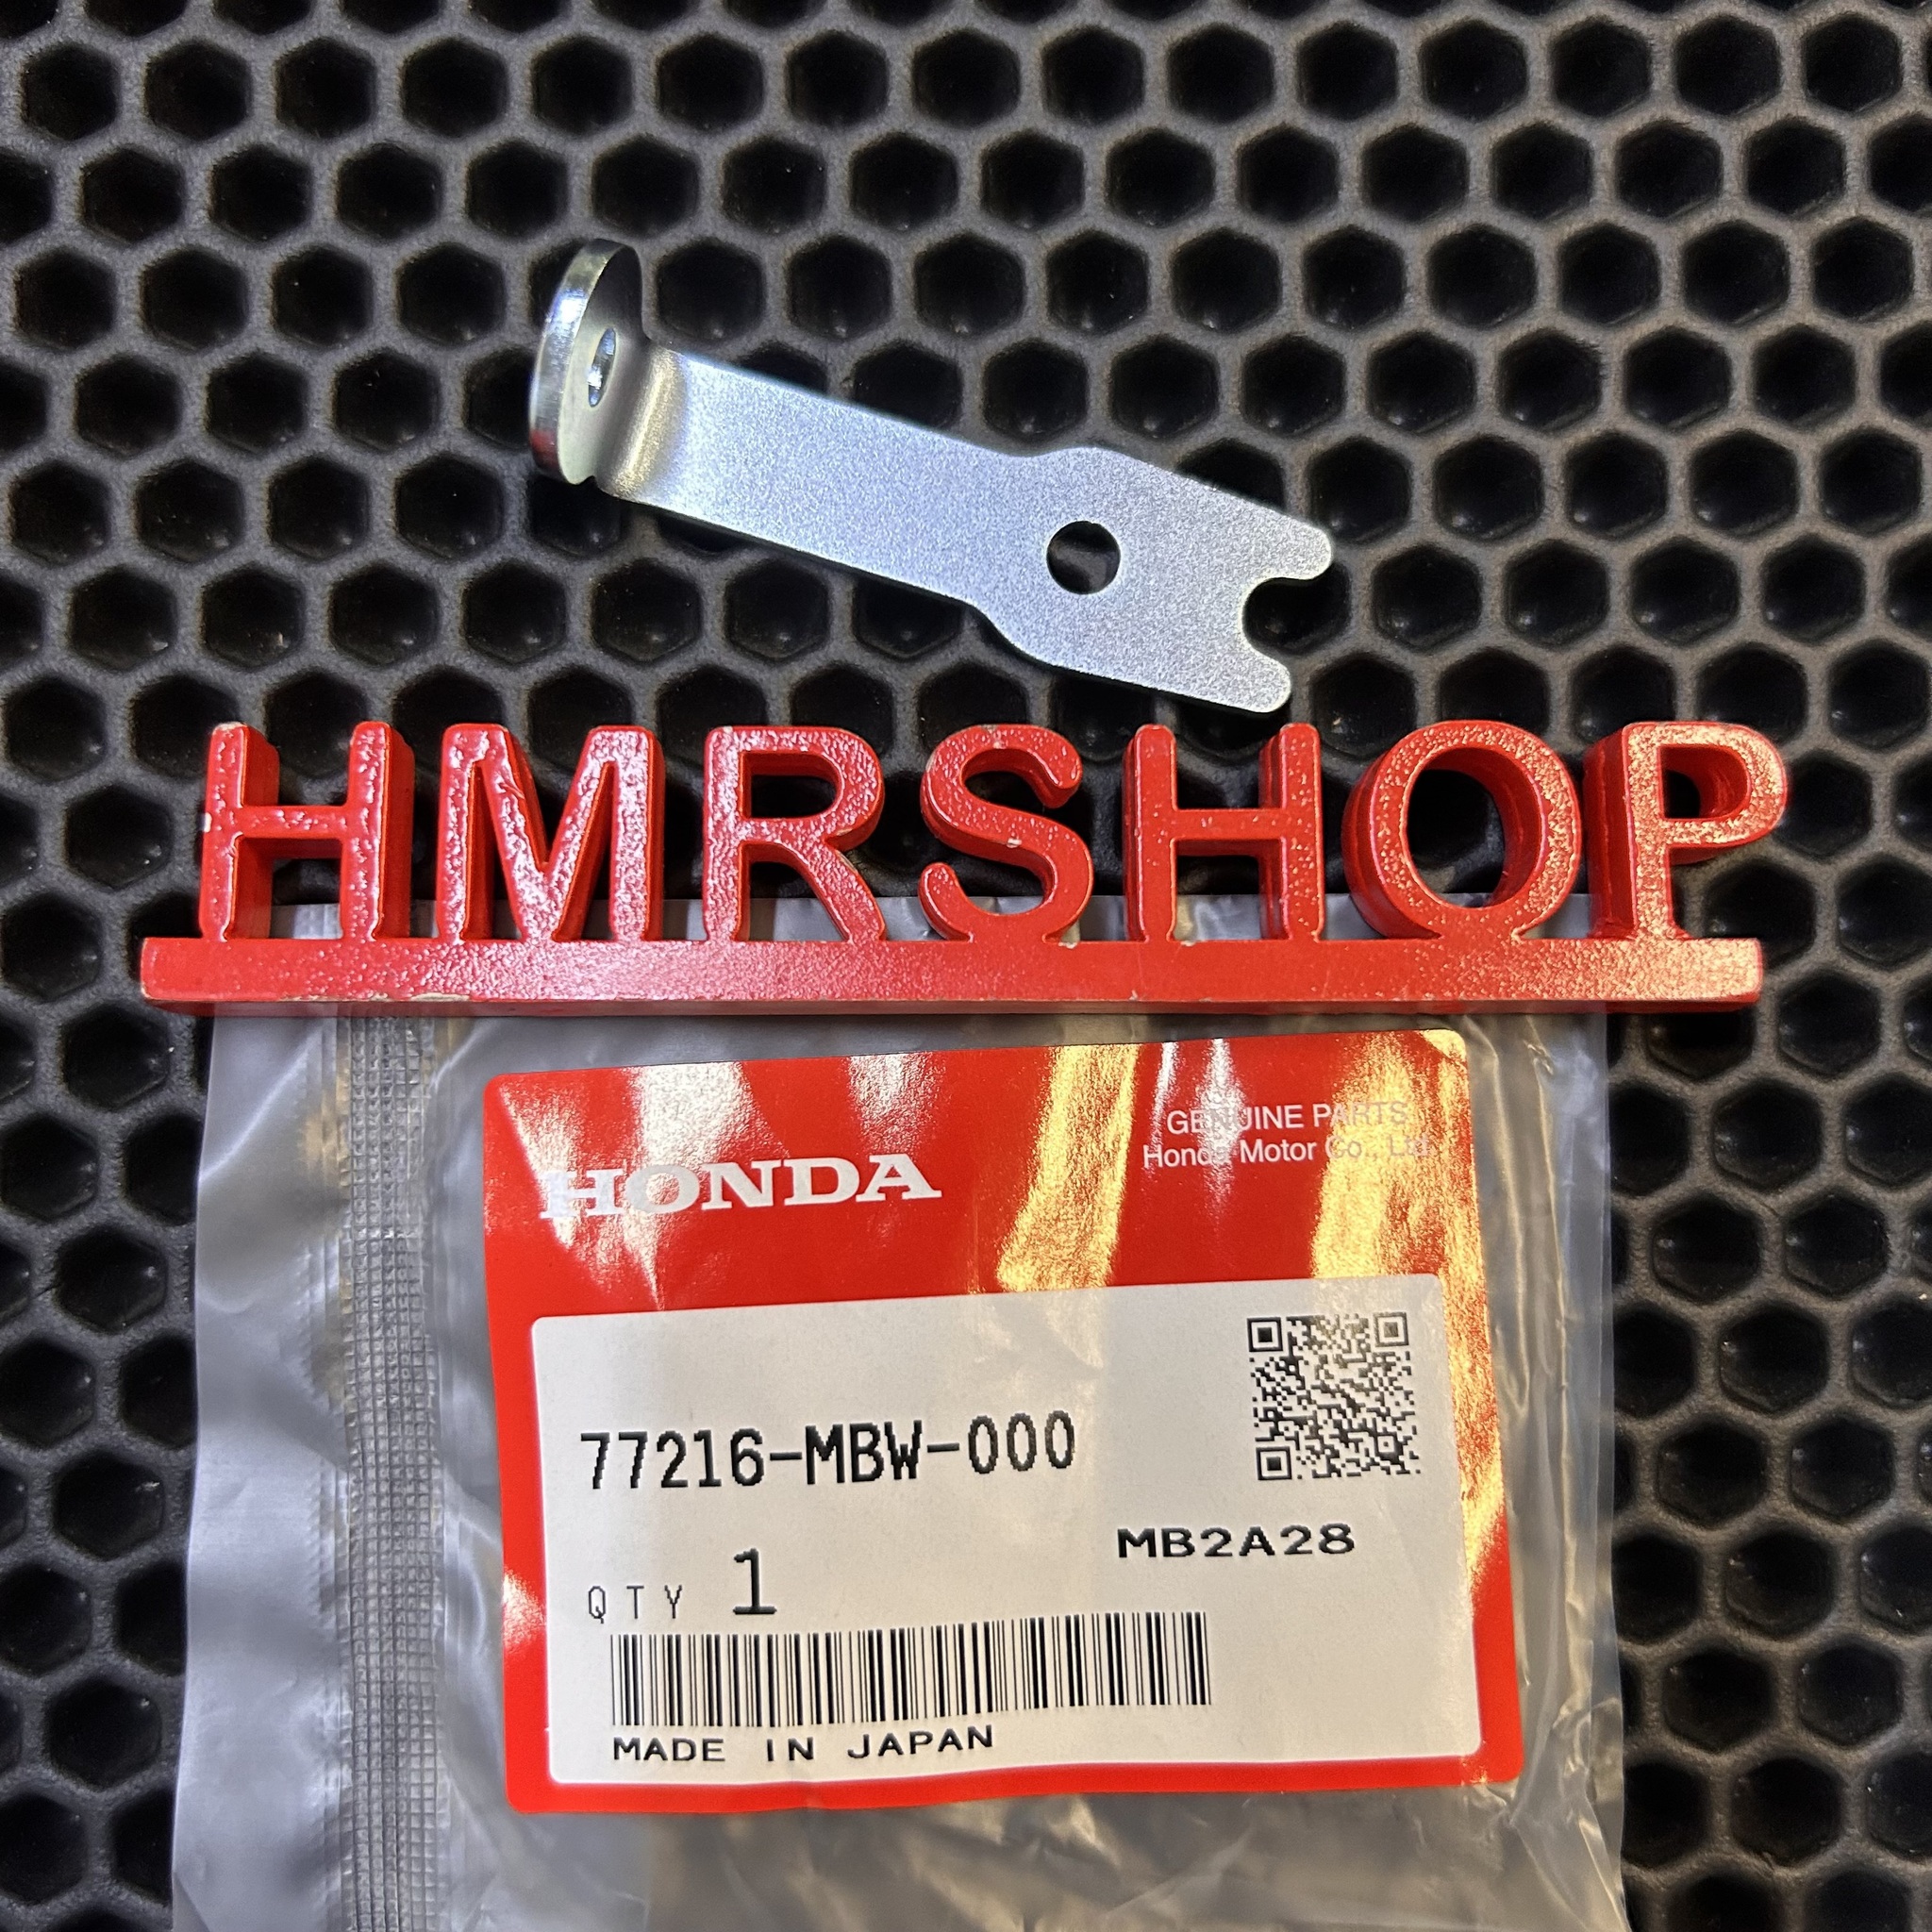 HMRSHOP
HONDA
GENUINE PARTS
Honda Motor Co., Ltd.
77216-MBW-000
MB2A28
QTY 1
MADE IN JAPAN